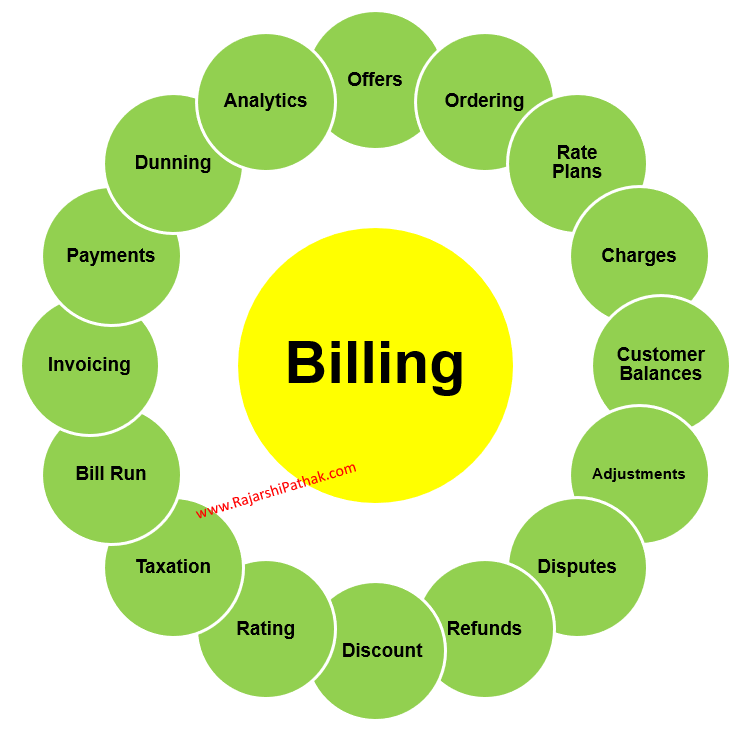 Offers
Ordering
Rate
Plans
Charges
Customer
Balances
Adjustments
Disputes
Refunds
Discount
Rating
Taxation
Bill Run
Invoicing
Payments
Dunning
Analytics
Billing
www.RajarshiPathak.com